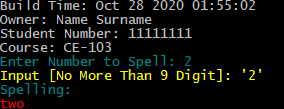 Build Time: Oct 28 2020 01:55:02
Owner: Name Surname
Student Number: 11111111
Course: CE-103
Enter Number to Spell: 2
Input [No More Than 9 Digit]: '2'
Spelling:
two